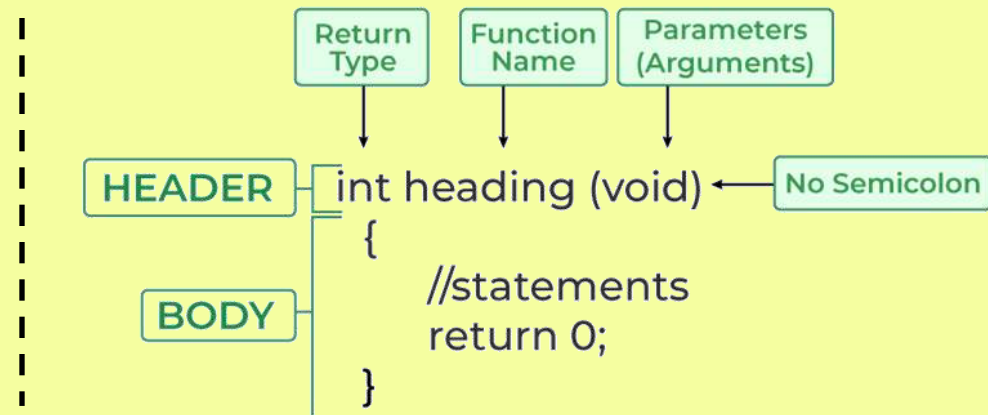 Return
Type
Function
Name
Parameters
(Arguments)
HEADER
int heading (void)
No Semicolon
{
//statements
BODY
return 0;
}